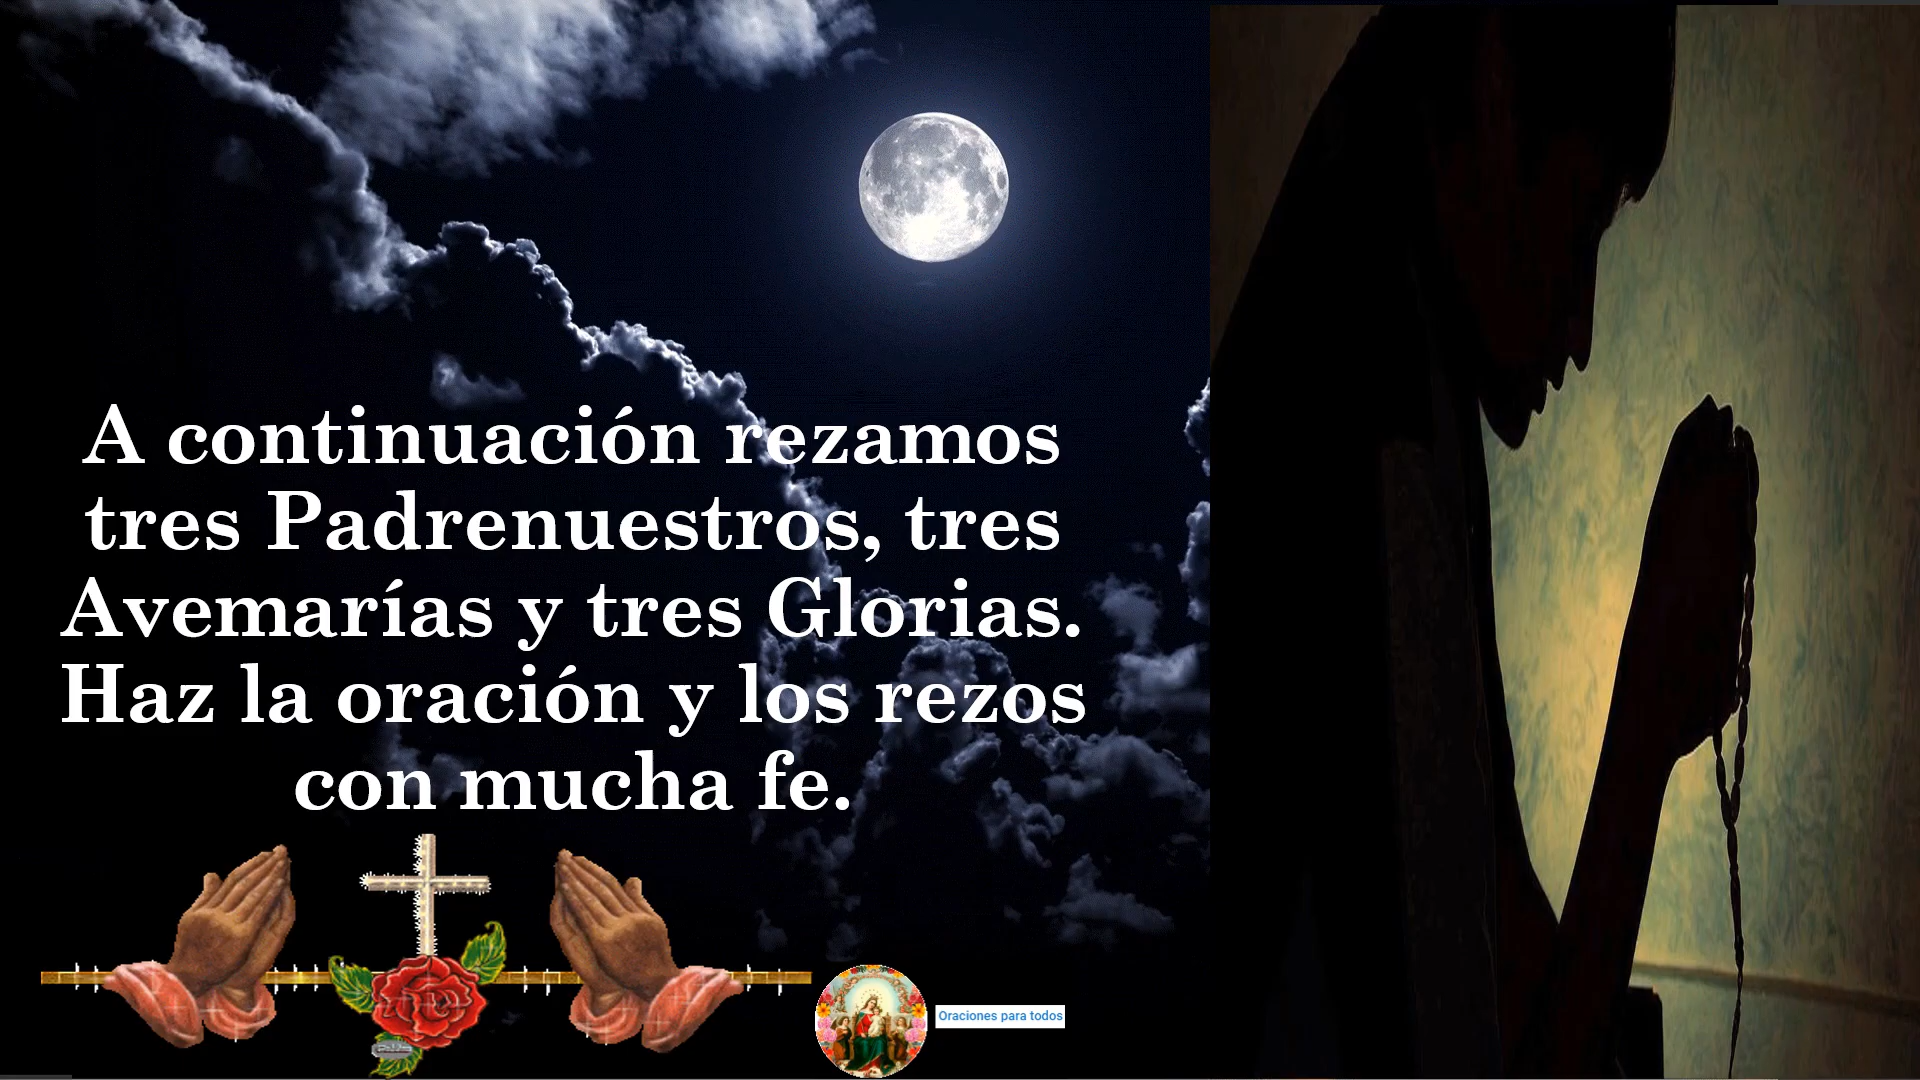 A continuación rezamos
tres Padrenuestros, tres
Avemarías y tres Glorias.
Haz la oración y los rezos
con mucha fe.
Oraciones para todos